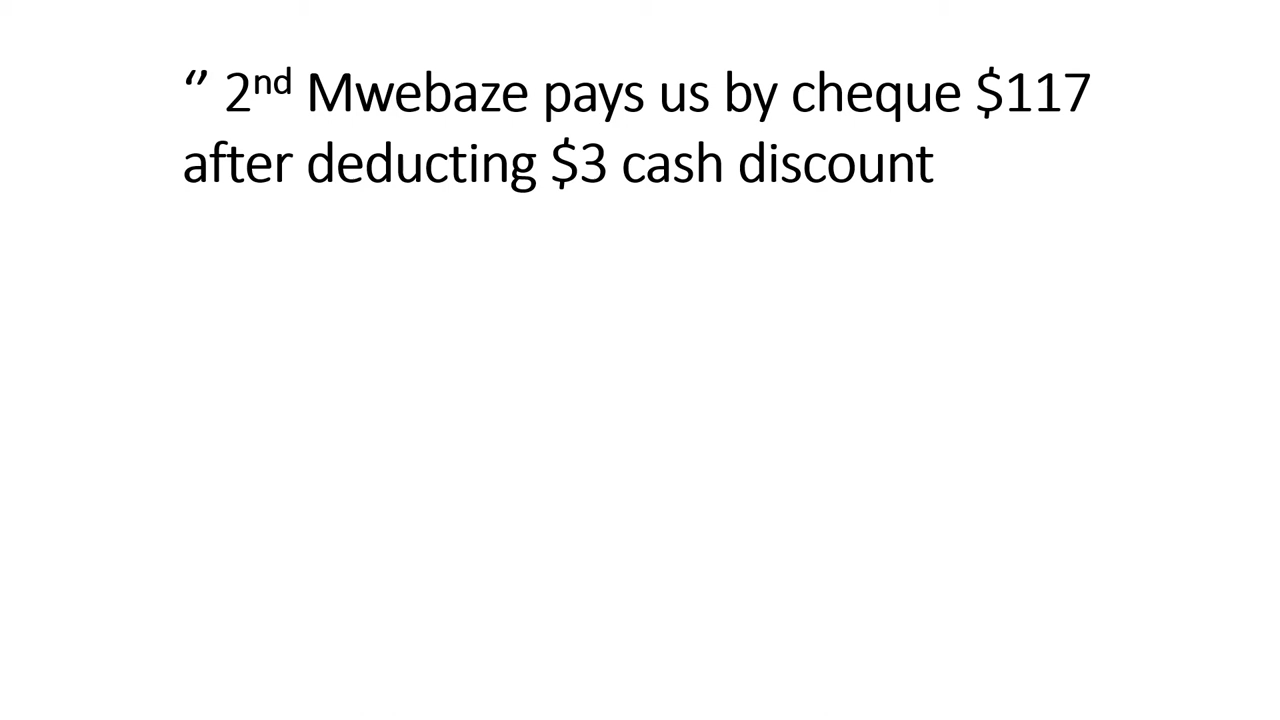 “ 2nd Mwebaze pays us by cheque $117
after deducting $3 cash discount